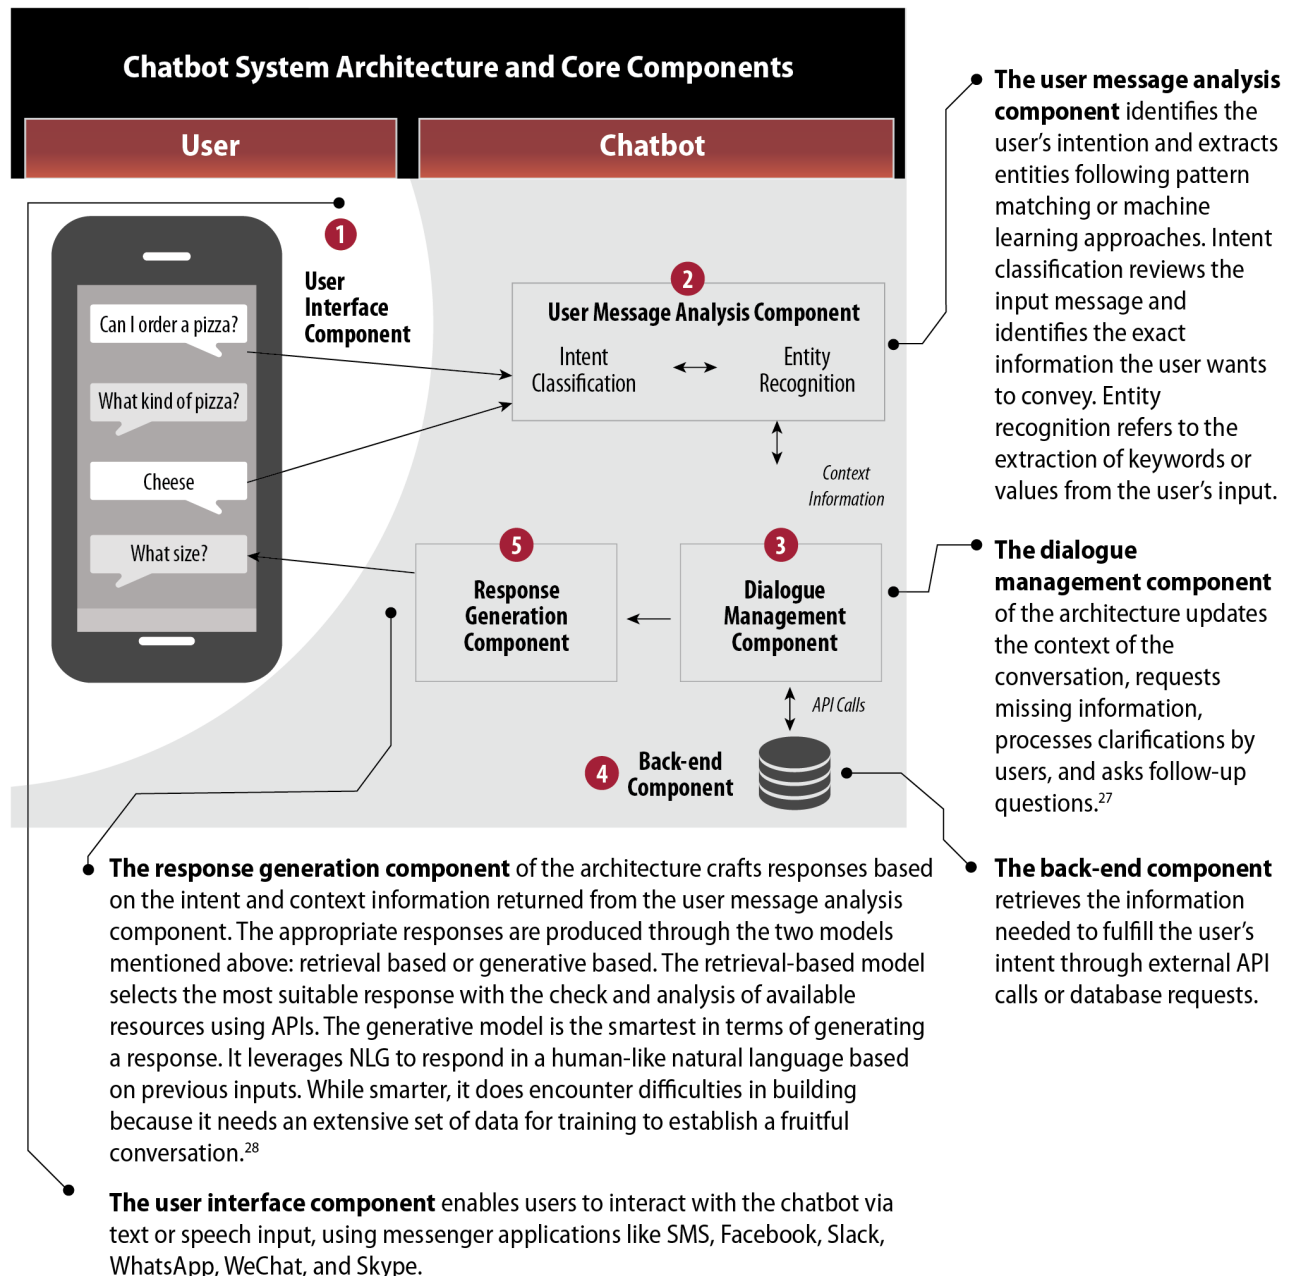 Chatbot System Architecture and Core Components
User
Chatbot
1
User
Interface
Component
Can I order a pizza?
What kind of pizza?
Cheese
What size?
2
User Message Analysis Component
Intent
Classification
Entity
Recognition
Context
Information
5
Response
Generation
Component
3
Dialogue
Management
Component
API Calls
4
Back-end
Component
The user message analysis
component identifies the
user’s intention and extracts
entities following pattern
matching or machine
learning approaches. Intent
classification reviews the
input message and
identifies the exact
information the user wants
to convey. Entity
recognition refers to the
extraction of keywords or
values from the user’s input.
The dialogue
management component
of the architecture updates
the context of the
conversation, requests
missing information,
processes clarifications by
users, and asks follow-up
questions.27
The back-end component
retrieves the information
needed to fulfill the user’s
intent through external API
calls or database requests.
The response generation component of the architecture crafts responses based
on the intent and context information returned from the user message analysis
component. The appropriate responses are produced through the two models
mentioned above: retrieval based or generative based. The retrieval-based model
selects the most suitable response with the check and analysis of available
resources using APIs. The generative model is the smartest in terms of generating
a response. It leverages NLG to respond in a human-like natural language based
on previous inputs. While smarter, it does encounter difficulties in building
because it needs an extensive set of data for training to establish a fruitful
conversation.28
The user interface component enables users to interact with the chatbot via
text or speech input, using messenger applications like SMS, Facebook, Slack,
WhatsApp, WeChat, and Skype.